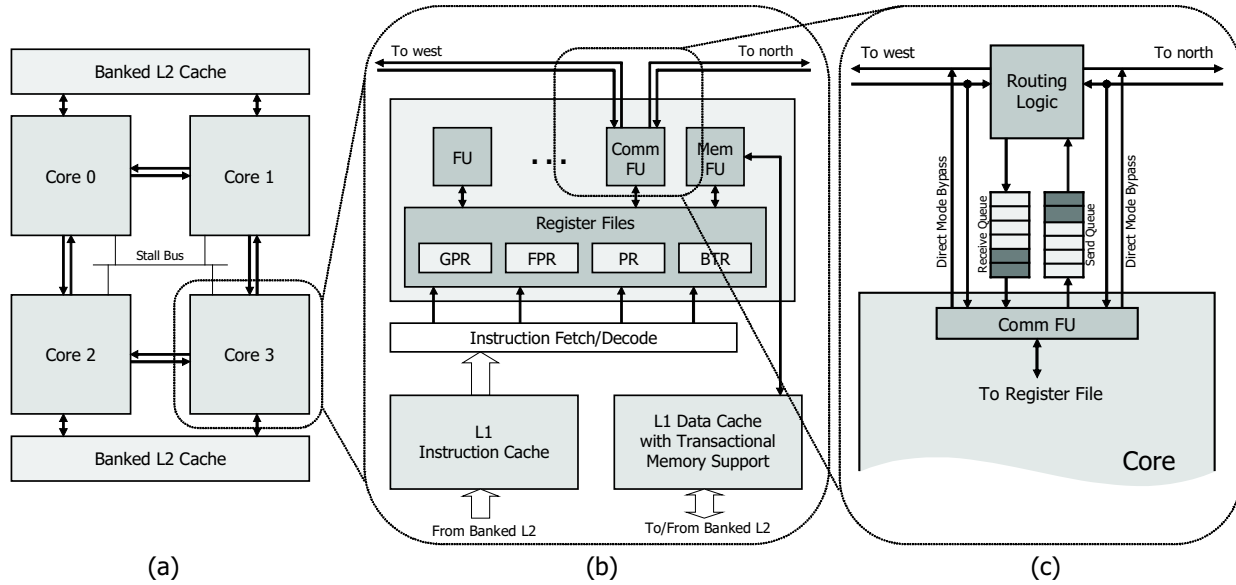 Banked L2 Cache
Core 0
Core 1
Stall Bus
Core 2
Core 3
Banked L2 Cache
(a)
To west
To north
FU
. . .
Comm
FU
Mem
FU
Register Files
GPR
FPR
PR
BTR
Instruction Fetch/Decode
L1
Instruction Cache
L1 Data Cache
with Transactional
Memory Support
From Banked L2
To/From Banked L2
(b)
To west
To north
Routing
Logic
Direct Mode Bypass
Receive Queue
Send Queue
Direct Mode Bypass
Comm FU
To Register File
Core
(c)